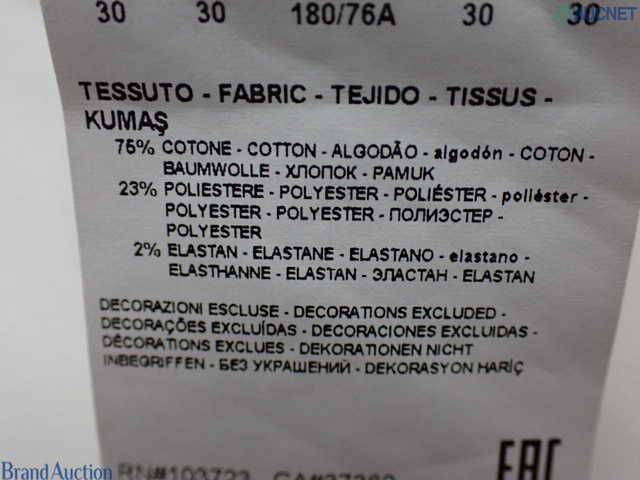 30 30 180/76A 30 30
AUCNET
TESSUTO - FABRIC - TEJIDO - TISSUS -
KUMAŞ
75% COTONE - COTTON - ALGODÃO - algodón - COTON -
BAUMWOLLE - ХЛОПОК - PAMUK
23% POLIESTERE - POLYESTER - POLIÉSTER - poliéster -
POLYESTER - POLYESTER - ПОЛИЭСТЕР -
POLYESTER
2% ELASTAN - ELASTANE - ELASTANO - elastano -
ELASTHANNE - ELASTAN - ЭЛАСТАН - ELASTAN
DECORAZIONI ESCLUSE - DECORATIONS EXCLUDED -
DECORAÇÕES EXCLUÍDAS - DECORACIONES EXCLUIDAS -
DÉCORATIONS EXCLUES - DEKORATIONEN NICHT
INBEGRIFFEN - БЕЗ УКРАШЕНИЙ - DEKORASYON HARİÇ
RN#103723
EAC
Brand Auction